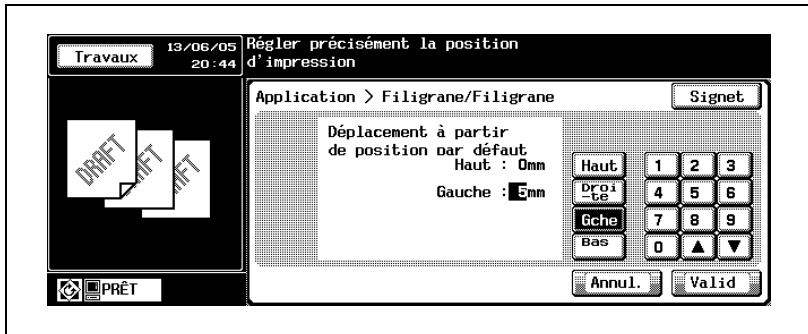 Travaux
13/06/05
20:44
Régler précisément la position
d'impression
Application > Filigrane/Filigrane
Signet
DRAFT
DRAFT
DRAFT
Déplacement à partir
de position par défaut
Haut : 0mm
Gauche : 5mm
Haut
1 2 3
Droi
-te
4 5 6
Gche
7 8 9
Bas
0 ▲ ▼
PRÊT
Annul.
Valid